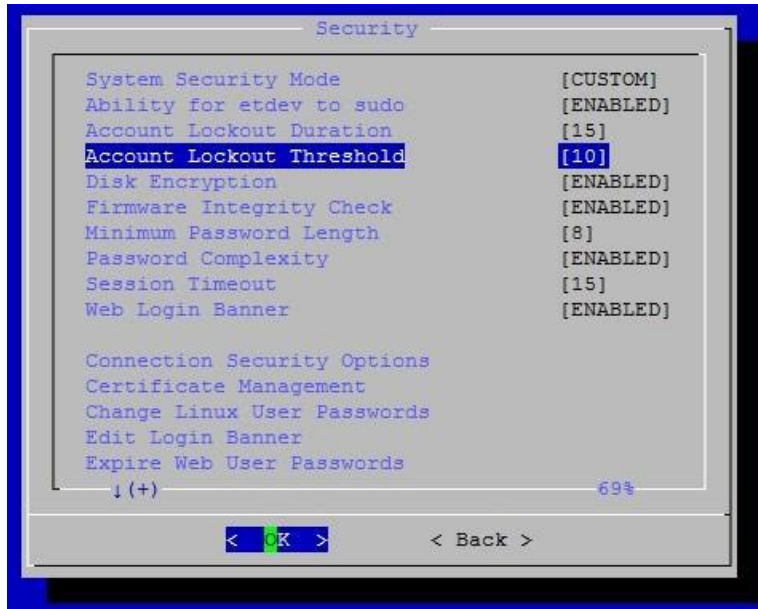 Security
System Security Mode [CUSTOM]
Ability for etdev to sudo [ENABLED]
Account Lockout Duration [15]
Account Lockout Threshold [10]
Disk Encryption [ENABLED]
Firmware Integrity Check [ENABLED]
Minimum Password Length [8]
Password Complexity [ENABLED]
Session Timeout [15]
Web Login Banner [ENABLED]
Connection Security Options
Certificate Management
Change Linux User Passwords
Edit Login Banner
Expire Web User Passwords
↓(+) 69%
< OK > < Back >